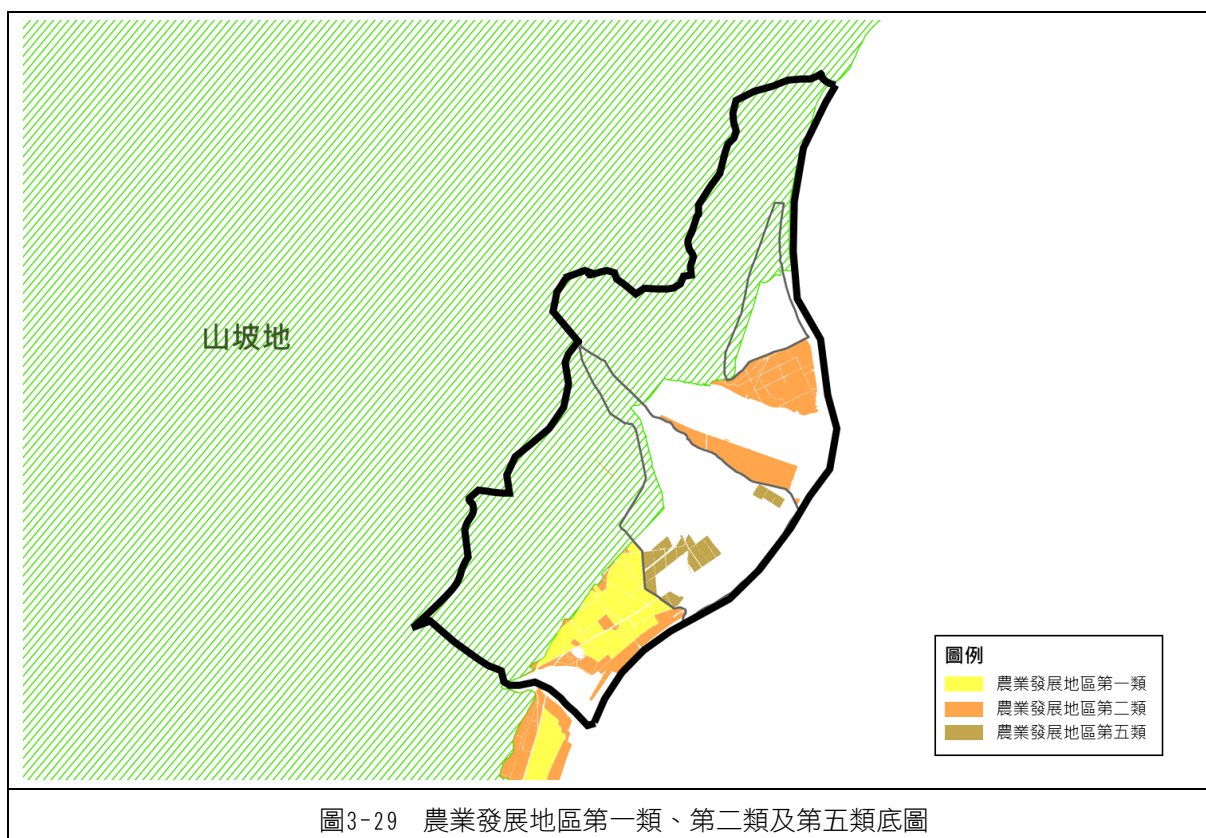 山坡地
圖例
農業發展地區第一類
農業發展地區第二類
農業發展地區第五類
圖3-29 農業發展地區第一類、第二類及第五類底圖